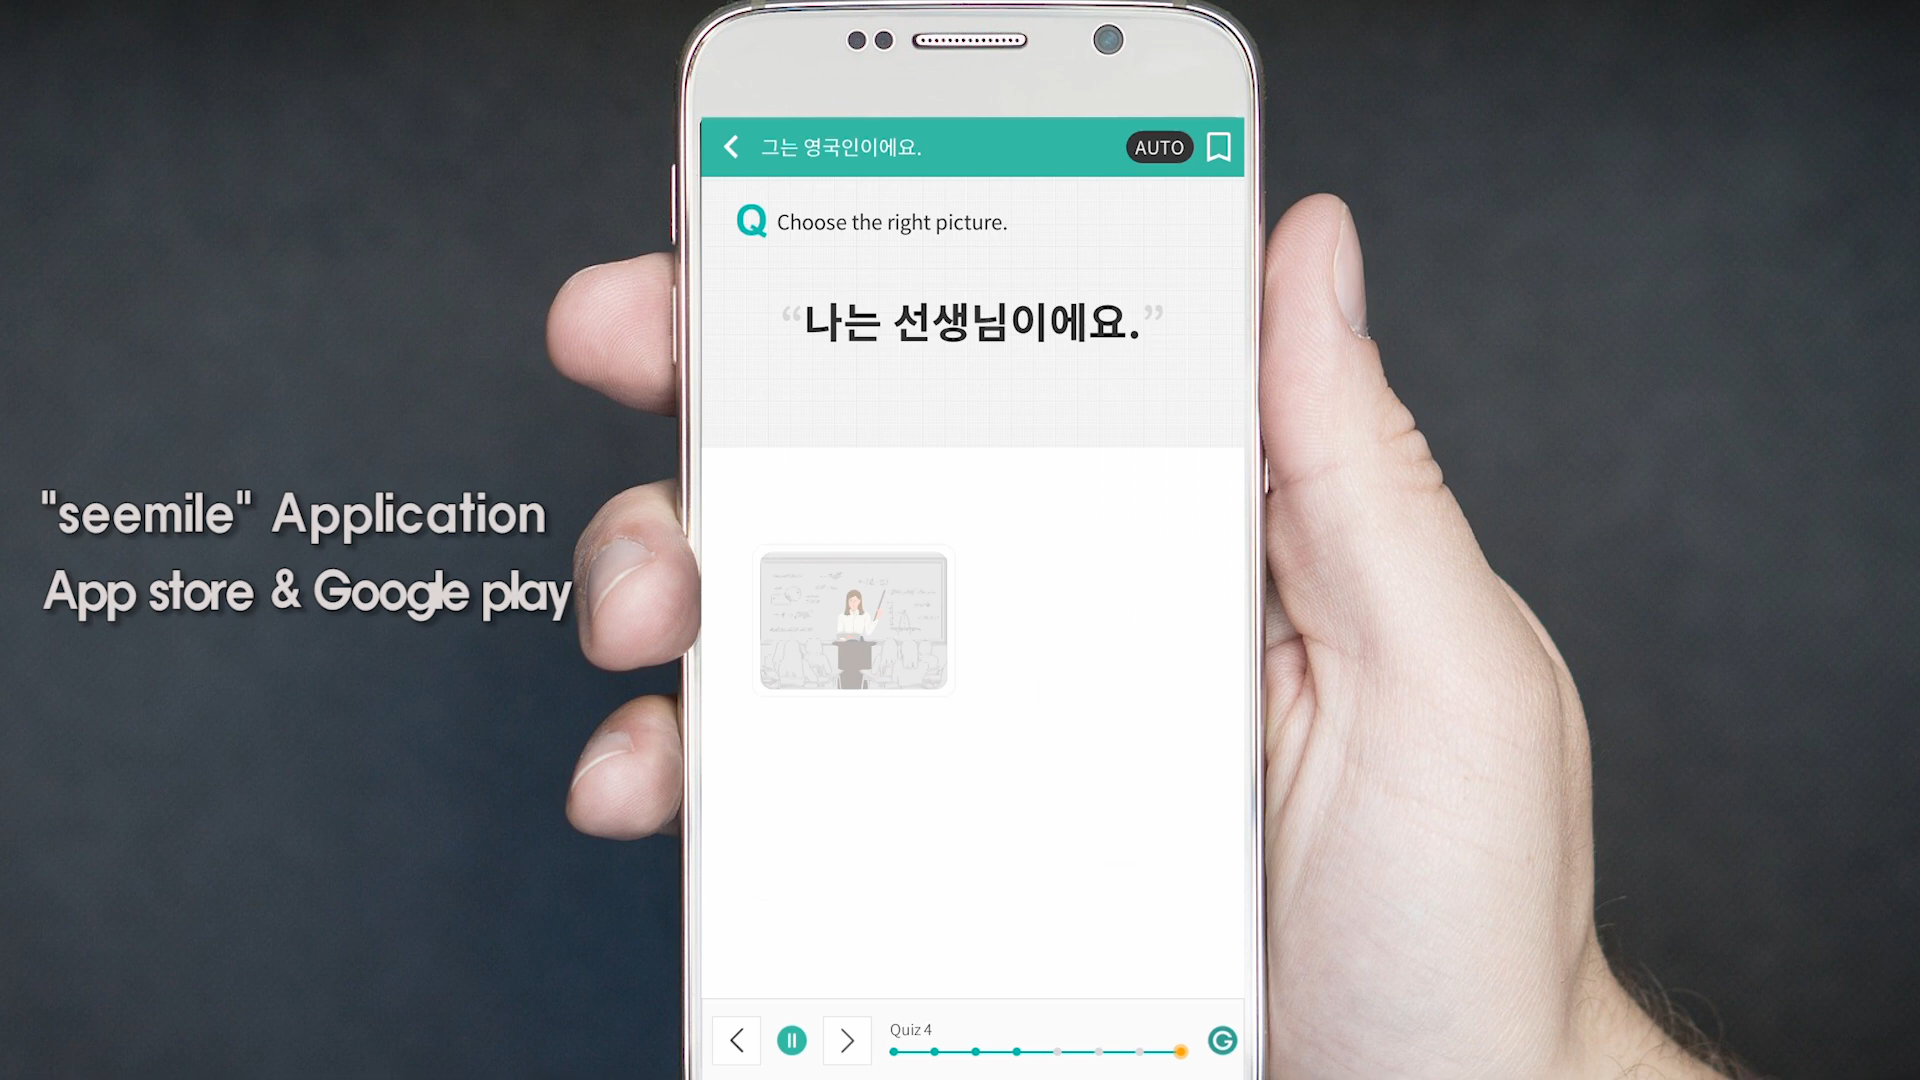 그는 영국인이에요.
AUTO
Q Choose the right picture.
“나는 선생님이에요.”
"seemile" Application
App store & Google play
Quiz 4
G